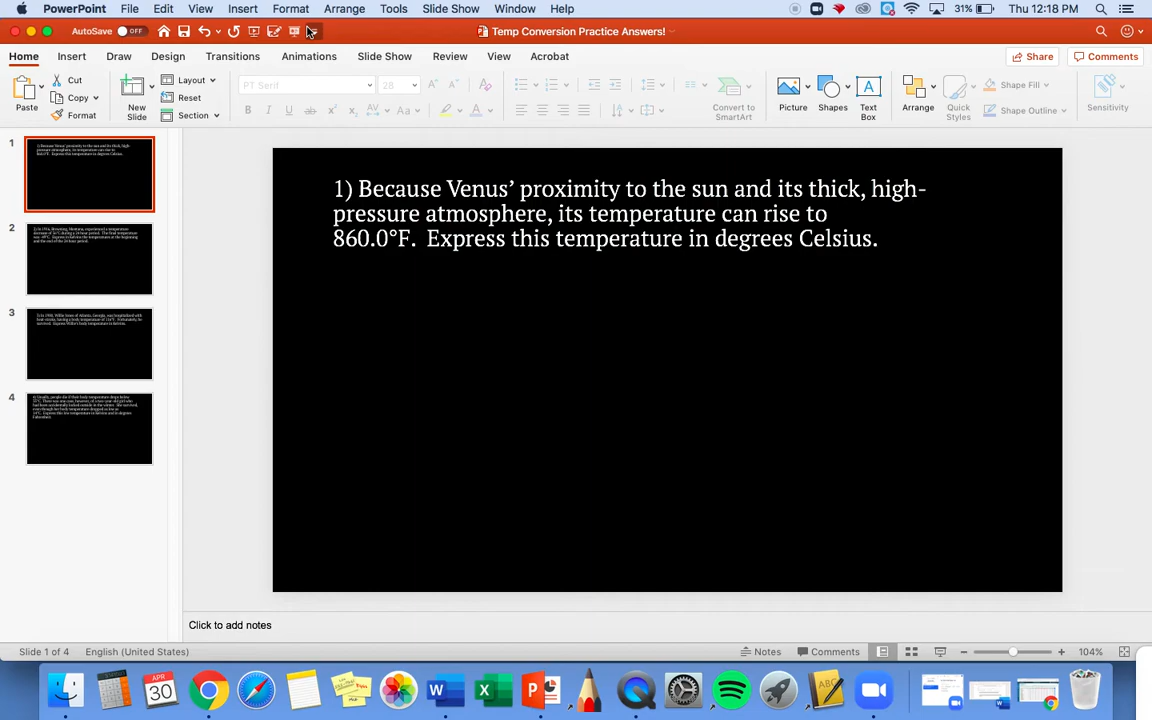 PowerPoint File Edit View Insert Format Arrange Tools Slide Show Window Help 31% Thu 12:18 PM
AutoSave OFF Temp Conversion Practice Answers!
Home Insert Draw Design Transitions Animations Slide Show Review View Acrobat Share Comments
Paste Cut Copy Format
New Slide Layout Reset Section
PT Serif 28
Convert to SmartArt
Picture Shapes Text Box Arrange Quick Styles Shape Fill Shape Outline Sensitivity
1
2
3
4
1) Because Venus’ proximity to the sun and its thick, high-
pressure atmosphere, its temperature can rise to
860.0°F. Express this temperature in degrees Celsius.
Click to add notes
Slide 1 of 4 English (United States) Notes Comments 104%
APR
30